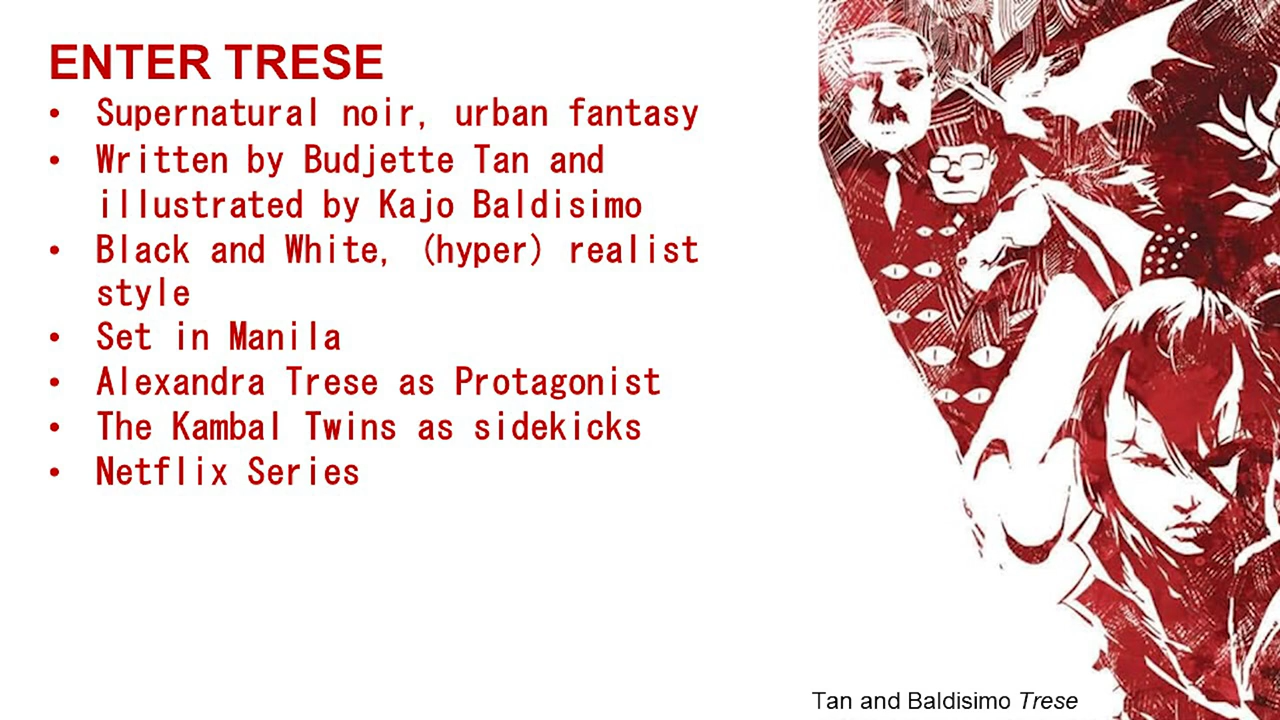 ENTER TRESE
• Supernatural noir, urban fantasy
• Written by Budjette Tan and
illustrated by Kajo Baldisimo
• Black and White, (hyper) realist
style
• Set in Manila
• Alexandra Trese as Protagonist
• The Kambal Twins as sidekicks
• Netflix Series
Tan and Baldisimo Trese